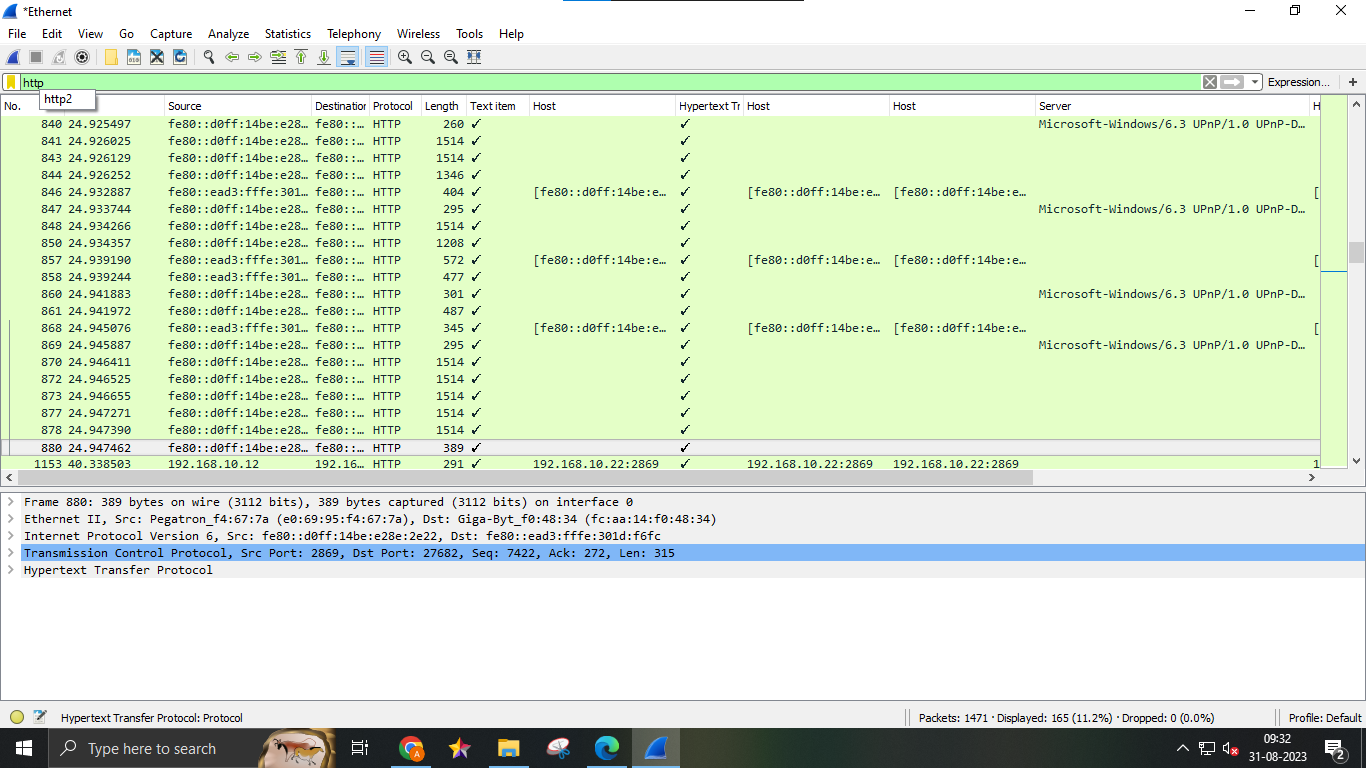 *Ethernet
File Edit View Go Capture Analyze Statistics Telephony Wireless Tools Help
http Expression... +
http2
No. Source Destination Protocol Length Text item Host Hypertext Tr Host Host Server H
840 24.925497 fe80::d0ff:14be:e28… fe80::… HTTP 260 ✓ ✓ Microsoft-Windows/6.3 UPnP/1.0 UPnP-D…
841 24.926025 fe80::d0ff:14be:e28… fe80::… HTTP 1514 ✓ ✓
843 24.926129 fe80::d0ff:14be:e28… fe80::… HTTP 1514 ✓ ✓
844 24.926252 fe80::d0ff:14be:e28… fe80::… HTTP 1346 ✓ ✓
846 24.932887 fe80::ead3:fffe:301… fe80::… HTTP 404 ✓ [fe80::d0ff:14be:e… ✓ [fe80::d0ff:14be:e… [fe80::d0ff:14be:e… [
847 24.933744 fe80::d0ff:14be:e28… fe80::… HTTP 295 ✓ ✓ Microsoft-Windows/6.3 UPnP/1.0 UPnP-D…
848 24.934266 fe80::d0ff:14be:e28… fe80::… HTTP 1514 ✓ ✓
850 24.934357 fe80::d0ff:14be:e28… fe80::… HTTP 1208 ✓ ✓
857 24.939190 fe80::ead3:fffe:301… fe80::… HTTP 572 ✓ [fe80::d0ff:14be:e… ✓ [fe80::d0ff:14be:e… [fe80::d0ff:14be:e… [
858 24.939244 fe80::ead3:fffe:301… fe80::… HTTP 477 ✓ ✓
860 24.941883 fe80::d0ff:14be:e28… fe80::… HTTP 301 ✓ ✓ Microsoft-Windows/6.3 UPnP/1.0 UPnP-D…
861 24.941972 fe80::d0ff:14be:e28… fe80::… HTTP 487 ✓ ✓
868 24.945076 fe80::ead3:fffe:301… fe80::… HTTP 345 ✓ [fe80::d0ff:14be:e… ✓ [fe80::d0ff:14be:e… [fe80::d0ff:14be:e… [
869 24.945887 fe80::d0ff:14be:e28… fe80::… HTTP 295 ✓ ✓ Microsoft-Windows/6.3 UPnP/1.0 UPnP-D…
870 24.946411 fe80::d0ff:14be:e28… fe80::… HTTP 1514 ✓ ✓
872 24.946525 fe80::d0ff:14be:e28… fe80::… HTTP 1514 ✓ ✓
873 24.946655 fe80::d0ff:14be:e28… fe80::… HTTP 1514 ✓ ✓
877 24.947271 fe80::d0ff:14be:e28… fe80::… HTTP 1514 ✓ ✓
878 24.947390 fe80::d0ff:14be:e28… fe80::… HTTP 1514 ✓ ✓
880 24.947462 fe80::d0ff:14be:e28… fe80::… HTTP 389 ✓ ✓
1153 40.338503 192.168.10.12 192.16… HTTP 291 ✓ 192.168.10.22:2869 ✓ 192.168.10.22:2869 192.168.10.22:2869 1
Frame 880: 389 bytes on wire (3112 bits), 389 bytes captured (3112 bits) on interface 0
Ethernet II, Src: Pegatron_f4:67:7a (e0:69:95:f4:67:7a), Dst: Giga-Byt_f0:48:34 (fc:aa:14:f0:48:34)
Internet Protocol Version 6, Src: fe80::d0ff:14be:e28e:2e22, Dst: fe80::ead3:fffe:301d:f6fc
Transmission Control Protocol, Src Port: 2869, Dst Port: 27682, Seq: 7422, Ack: 272, Len: 315
Hypertext Transfer Protocol
Hypertext Transfer Protocol: Protocol Packets: 1471 · Displayed: 165 (11.2%) · Dropped: 0 (0.0%) Profile: Default
Type here to search A 09:32
31-08-2023 2